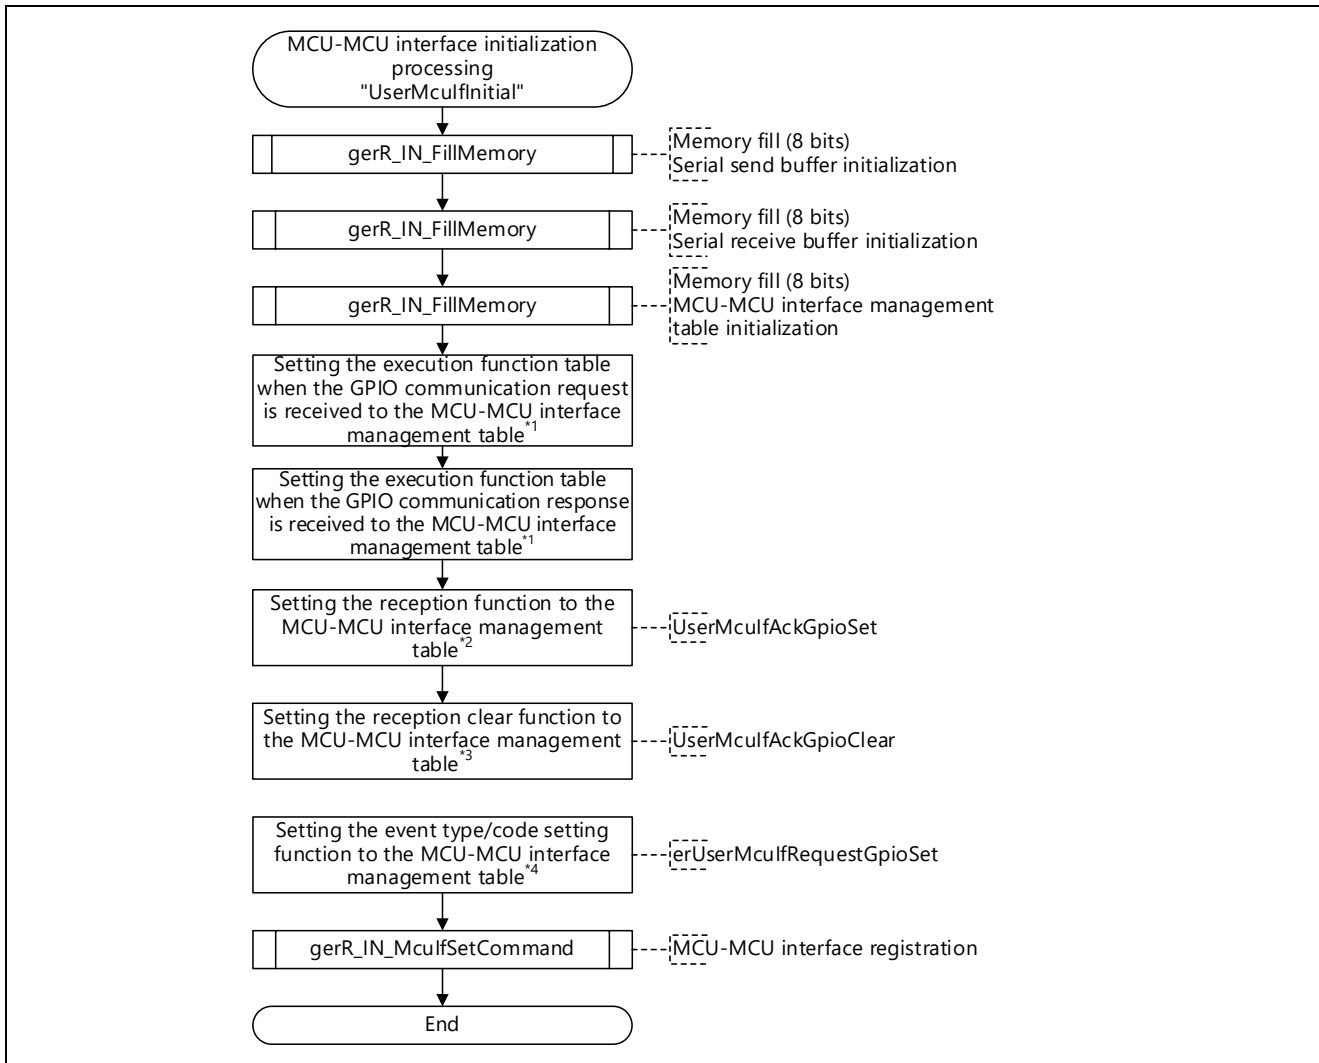 MCU-MCU interface initialization
processing
"UserMcuIfInitial"
gerR_IN_FillMemory
Memory fill (8 bits)
Serial send buffer initialization
gerR_IN_FillMemory
Memory fill (8 bits)
Serial receive buffer initialization
gerR_IN_FillMemory
Memory fill (8 bits)
MCU-MCU interface management
table initialization
Setting the execution function table
when the GPIO communication request
is received to the MCU-MCU interface
management table*1
Setting the execution function table
when the GPIO communication response
is received to the MCU-MCU interface
management table*1
Setting the reception function to the
MCU-MCU interface management
table*2
UserMcuIfAckGpioSet
Setting the reception clear function to
the MCU-MCU interface management
table*3
UserMcuIfAckGpioClear
Setting the event type/code setting
function to the MCU-MCU interface
management table*4
erUserMcuIfRequestGpioSet
gerR_IN_McuIfSetCommand
MCU-MCU interface registration
End